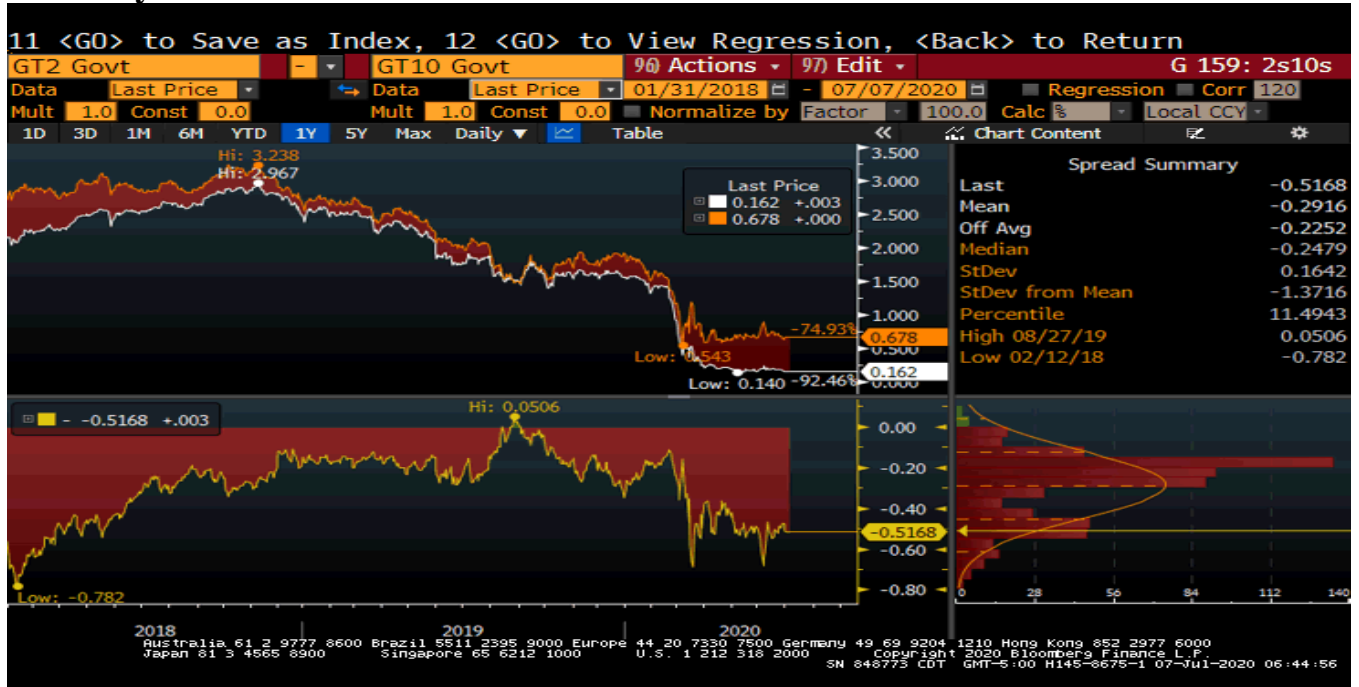 11 <GO> to Save as Index, 12 <GO> to View Regression, <Back> to Return
GT2 Govt - GT10 Govt 96) Actions 97) Edit G 159: 2s10s
Data Last Price Data Last Price 01/31/2018 - 07/07/2020 Regression Corr 120
Mult 1.0 Const 0.0 Mult 1.0 Const 0.0 Normalize by Factor 100.0 Calc % Local CCY
1D 3D 1M 6M YTD 1Y 5Y Max Daily ▼ Table « Chart Content
Hi: 3.238
Hi: 2.967
Last Price
0.162 +.003
0.678 +.000
3.500
3.000
2.500
2.000
1.500
1.000
0.500
0.000
-74.93%
0.678
Low: 0.543
0.162
Low: 0.140 -92.46%
Spread Summary
Last -0.5168
Mean -0.2916
Off Avg -0.2252
Median -0.2479
StDev 0.1642
StDev from Mean -1.3716
Percentile 11.4943
High 08/27/19 0.0506
Low 02/12/18 -0.782
- -0.5168 +.003
Hi: 0.0506
Low: -0.782
0.00
-0.20
-0.40
-0.5168
-0.60
-0.80
0 28 56 84 112 140
2018 2019 2020
Australia 61 2 9777 8600 Brazil 5511 2395 9000 Europe 44 20 7330 7500 Germany 49 69 9204 1210 Hong Kong 852 2977 6000
Japan 81 3 4565 8900 Singapore 65 6212 1000 U.S. 1 212 318 2000 Copyright 2020 Bloomberg Finance L.P.
SN 848773 CDT GMT-5:00 H145-8675-1 07-Jul-2020 06:44:56